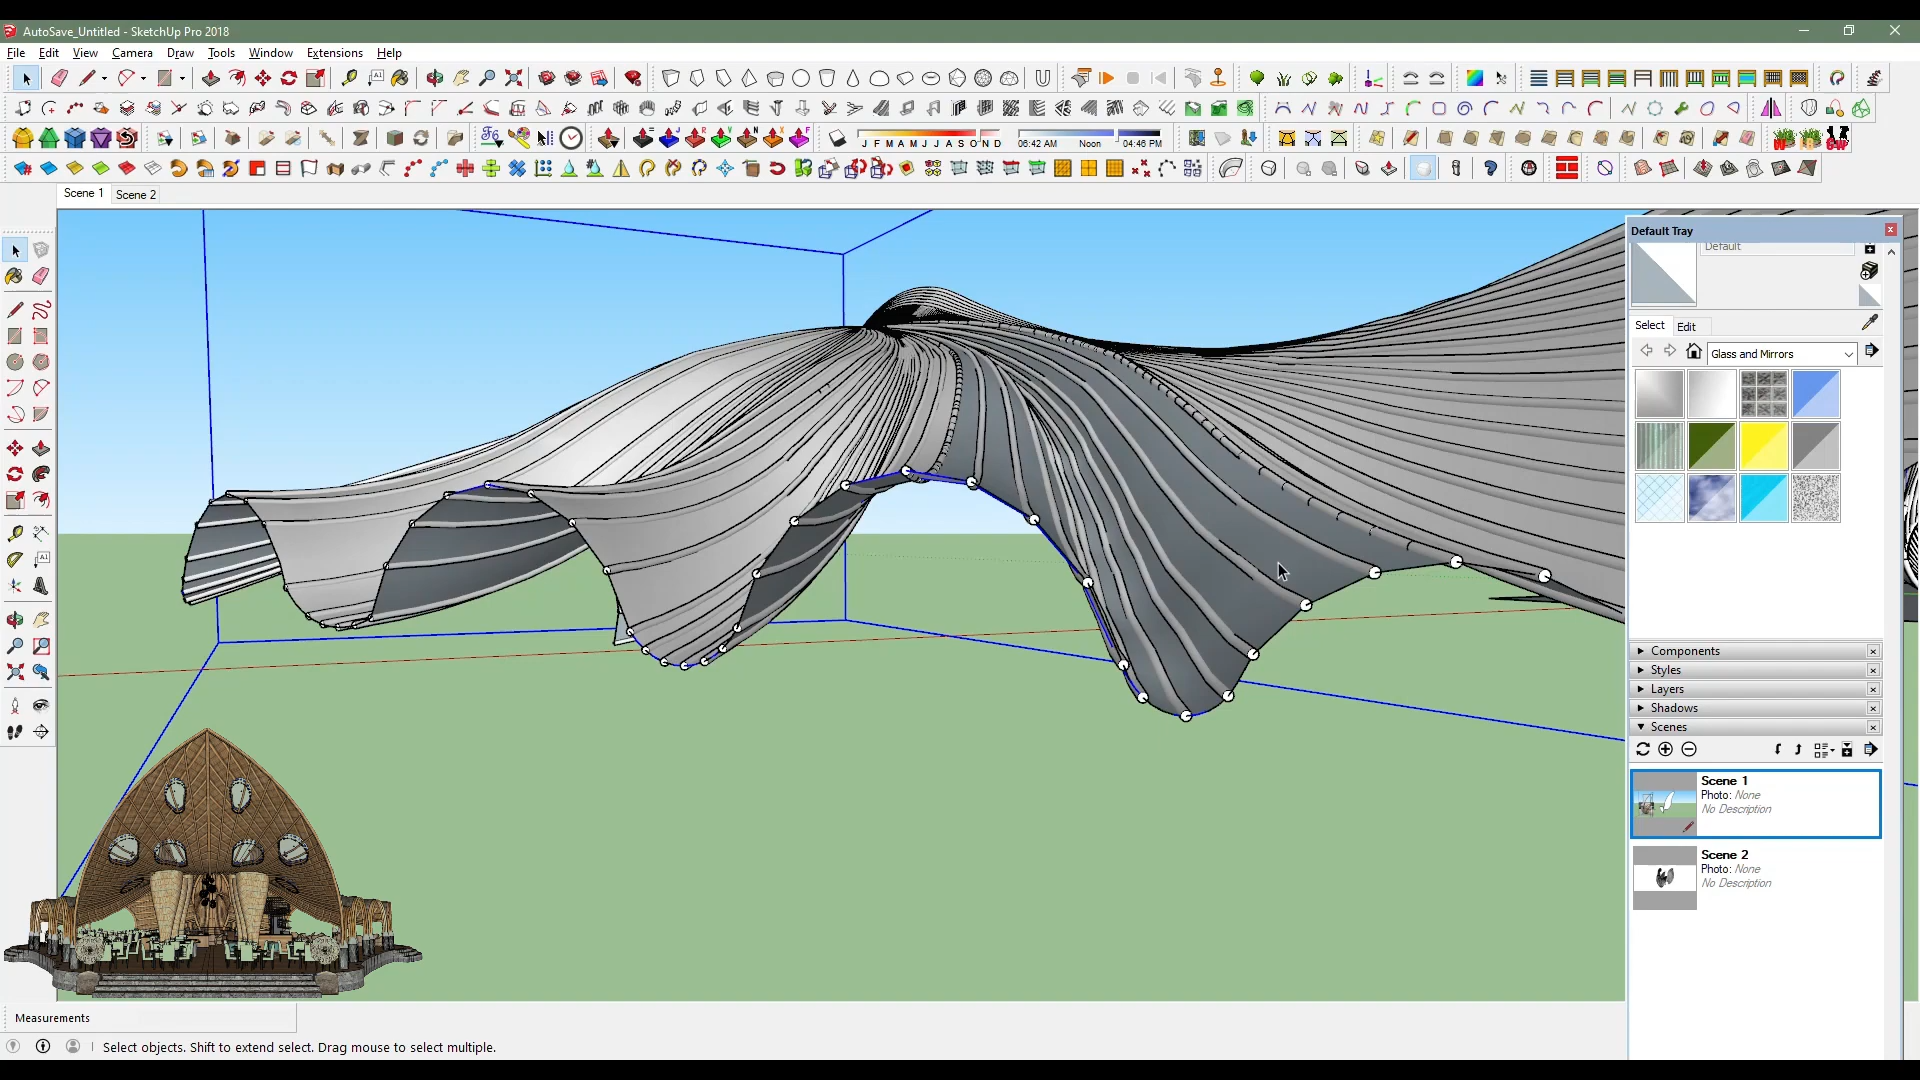 AutoSave_Untitled - SketchUp Pro 2018
File Edit View Camera Draw Tools Window Extensions Help
J F M A M J J A S O N D 06:42 AM Noon 04:46 PM
Scene 1 Scene 2
Default Tray
Default
Select Edit
Glass and Mirrors
Components
Styles
Layers
Shadows
Scenes
Scene 1
Photo: None
No Description
Scene 2
Photo: None
No Description
Measurements
Select objects. Shift to extend select. Drag mouse to select multiple.